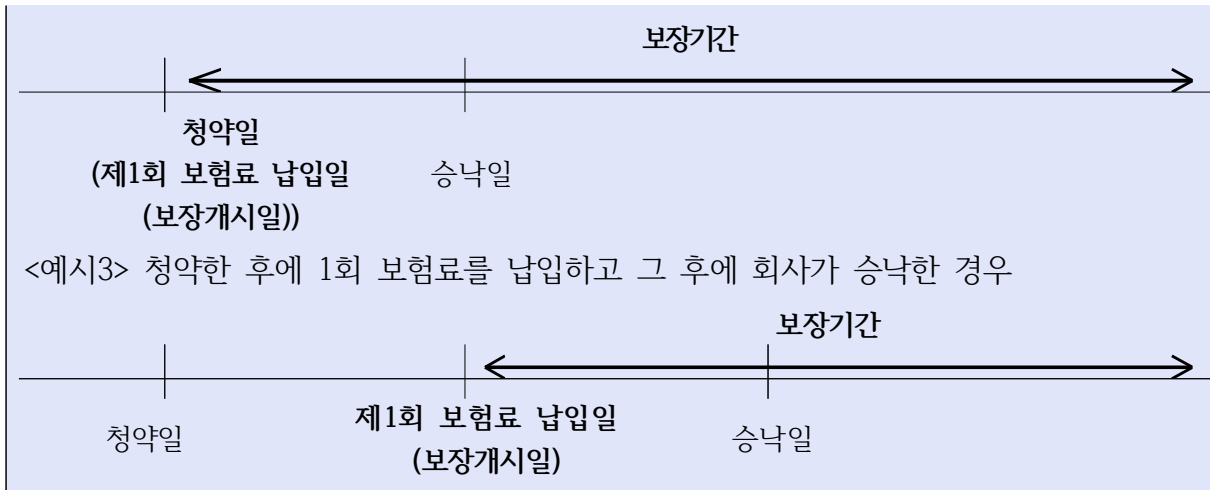 보장기간
청약일
(제1회 보험료 납입일
(보장개시일))
승낙일
<예시3> 청약한 후에 1회 보험료를 납입하고 그 후에 회사가 승낙한 경우
보장기간
청약일
제1회 보험료 납입일
(보장개시일)
승낙일